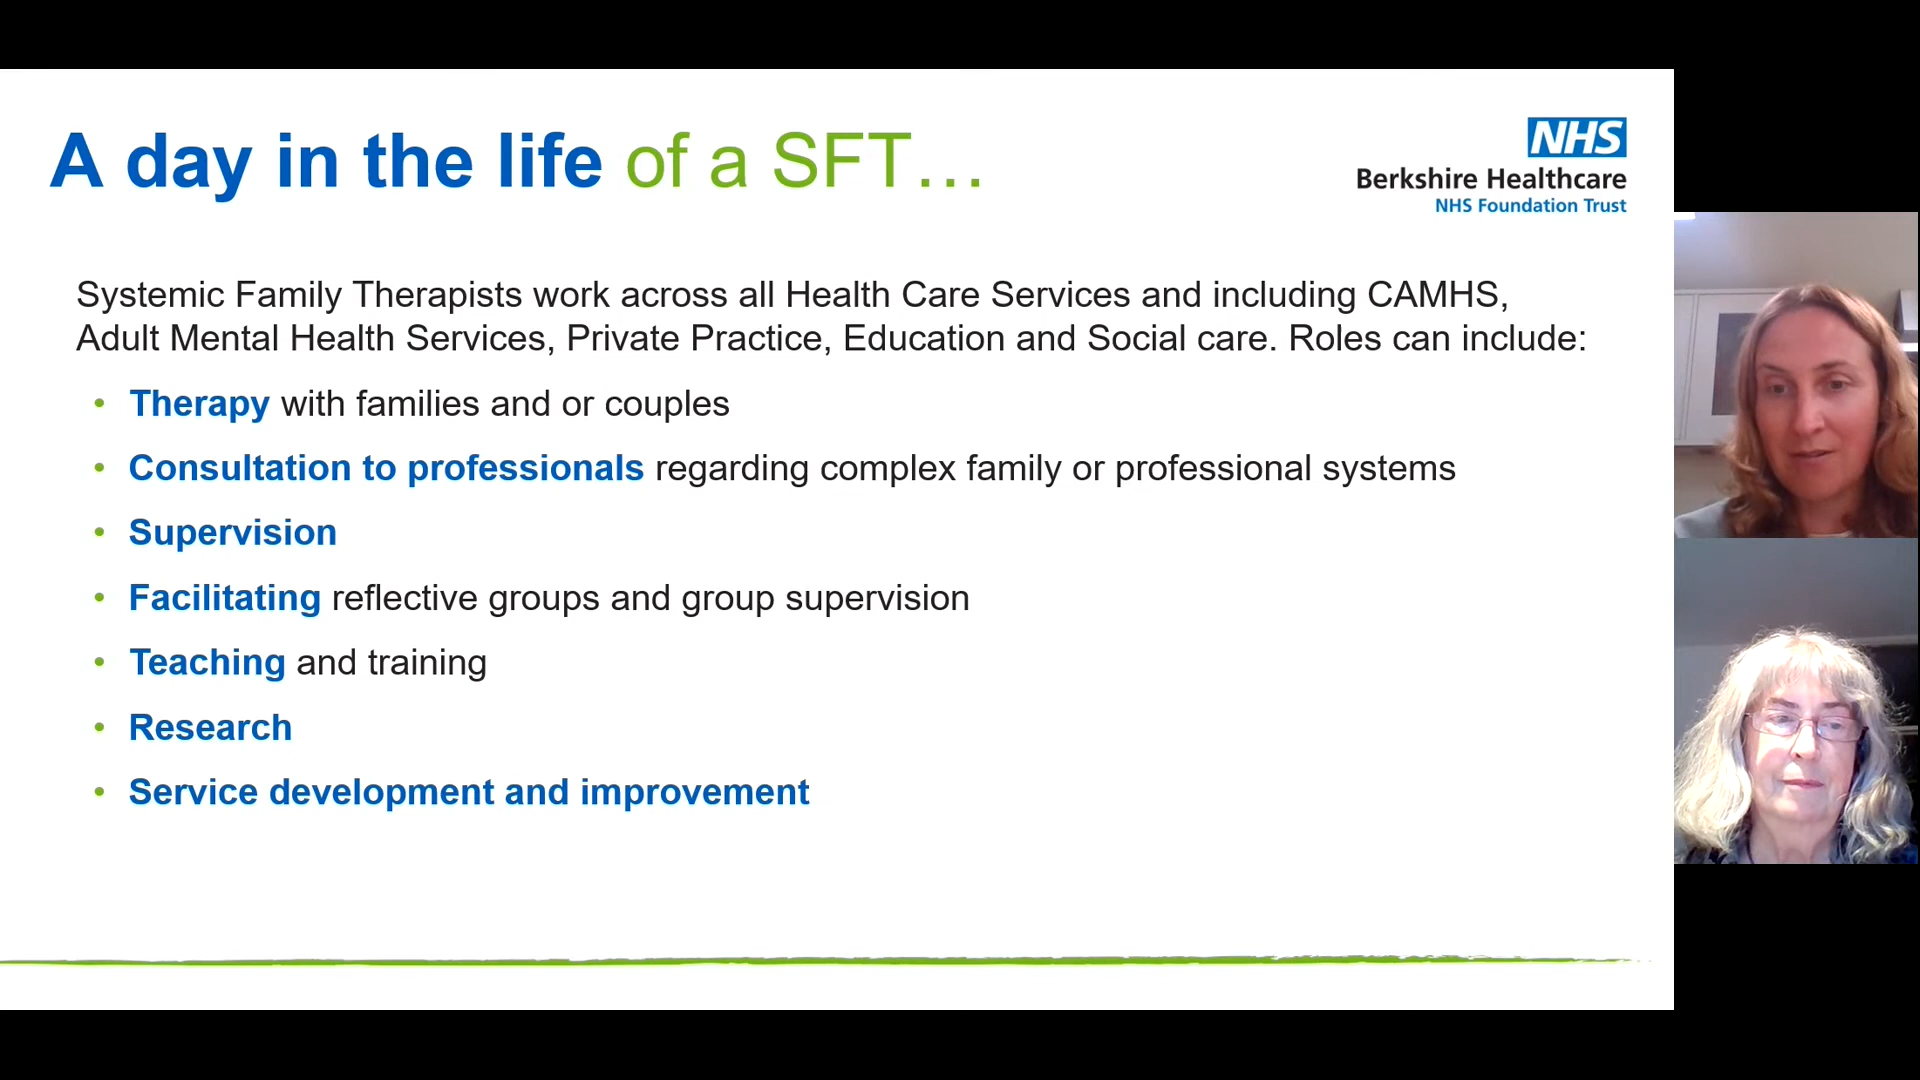 A day in the life of a SFT…
NHS
Berkshire Healthcare
NHS Foundation Trust
Systemic Family Therapists work across all Health Care Services and including CAMHS,
Adult Mental Health Services, Private Practice, Education and Social care. Roles can include:
• Therapy with families and or couples
• Consultation to professionals regarding complex family or professional systems
• Supervision
• Facilitating reflective groups and group supervision
• Teaching and training
• Research
• Service development and improvement